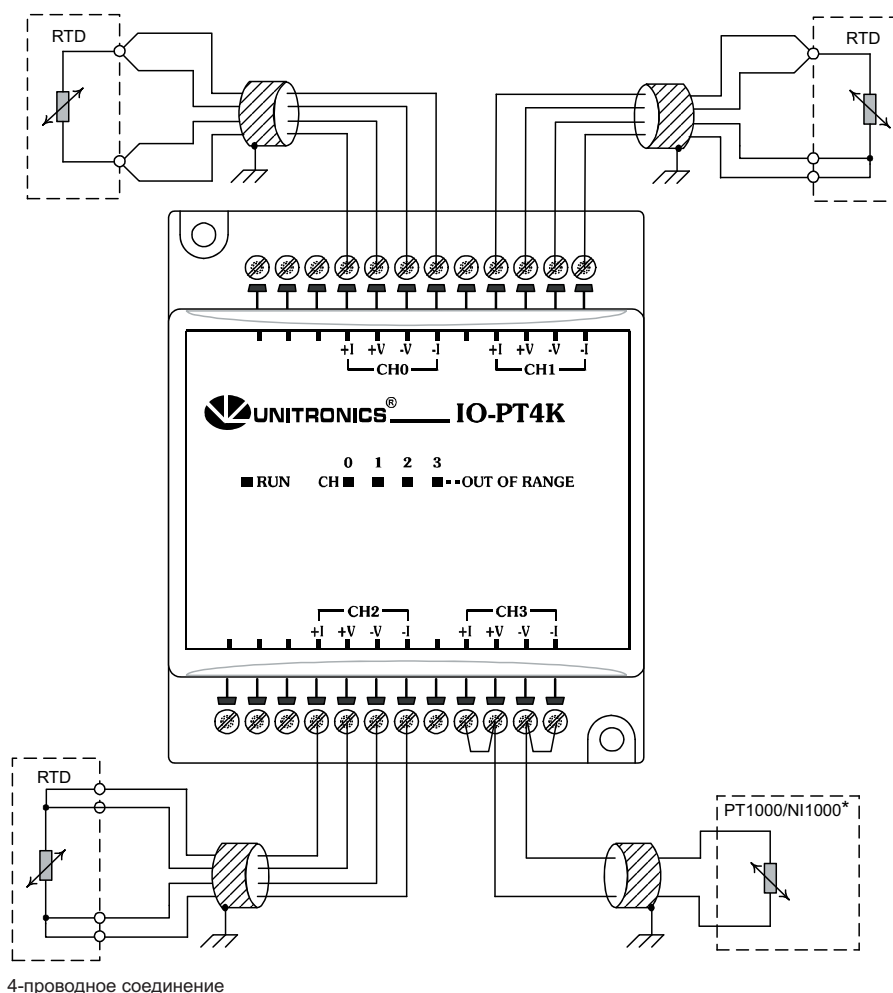 RTD
RTD
+I +V -V -I
+I +V -V -I
CH0
CH1
UNITRONICS® IO-PT4K
0 1 2 3
RUN CH OUT OF RANGE
CH2
CH3
+I +V -V -I
+I +V -V -I
RTD
PT1000/NI1000*
4-проводное соединение